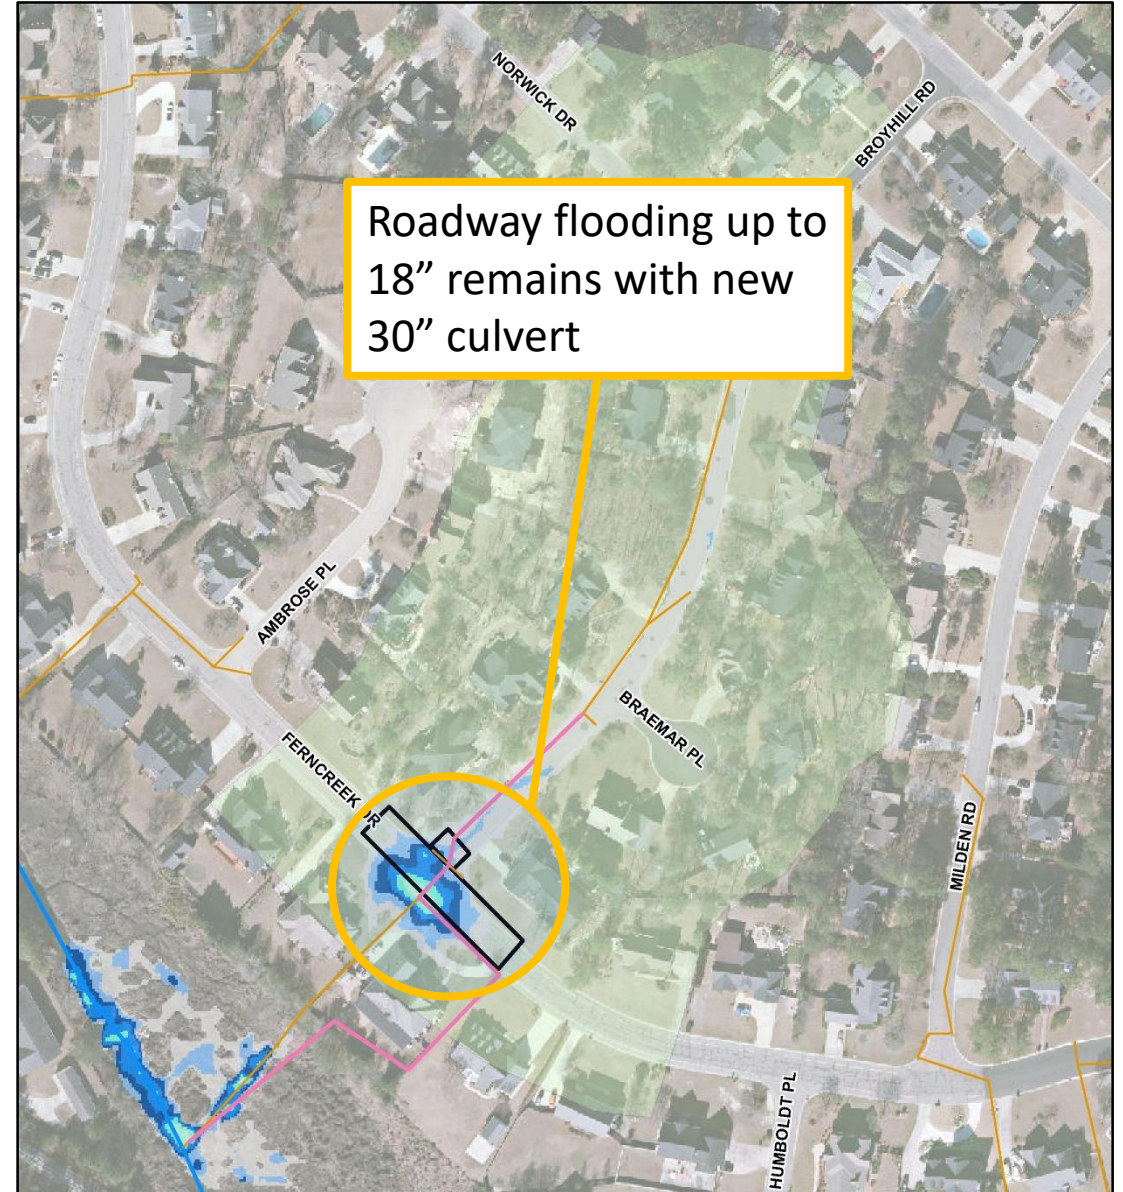 NORWICK DR
BROYHILL RD
Roadway flooding up to
18” remains with new
30” culvert
AMBROSE PL
BRAEMAR PL
FERNCREEK DR
MILDEN RD
HUMBOLDT PL